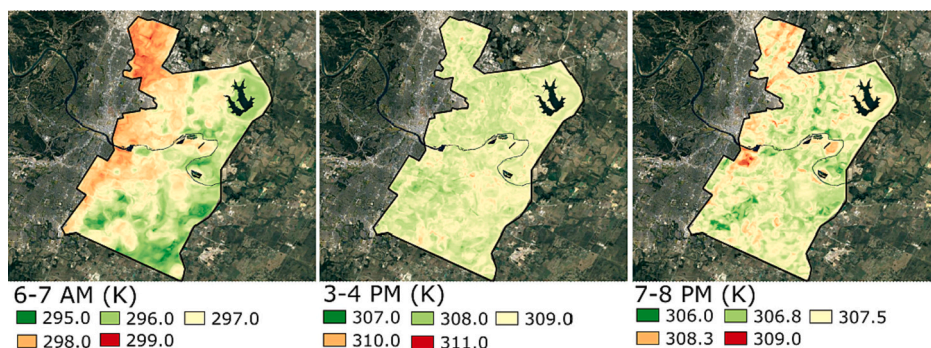 6-7 AM (K)
295.0 296.0 297.0
298.0 299.0
3-4 PM (K)
307.0 308.0 309.0
310.0 311.0
7-8 PM (K)
306.0 306.8 307.5
308.3 309.0